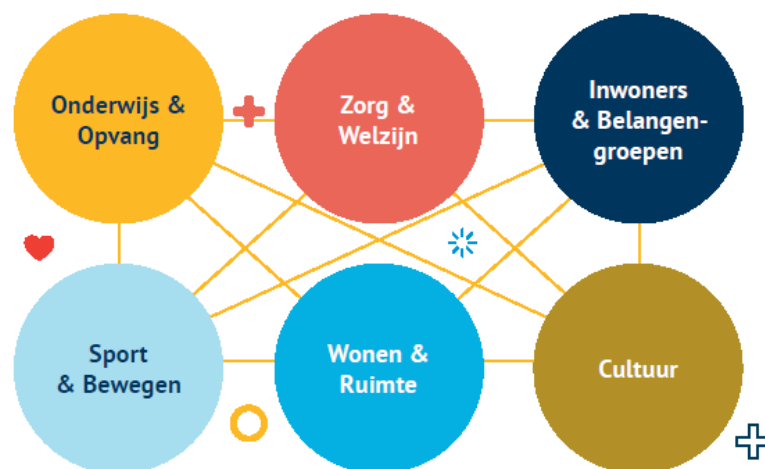 Onderwijs &
Opvang
Zorg &
Welzijn
Inwoners
& Belangen-
groepen
Sport
& Bewegen
Wonen &
Ruimte
Cultuur